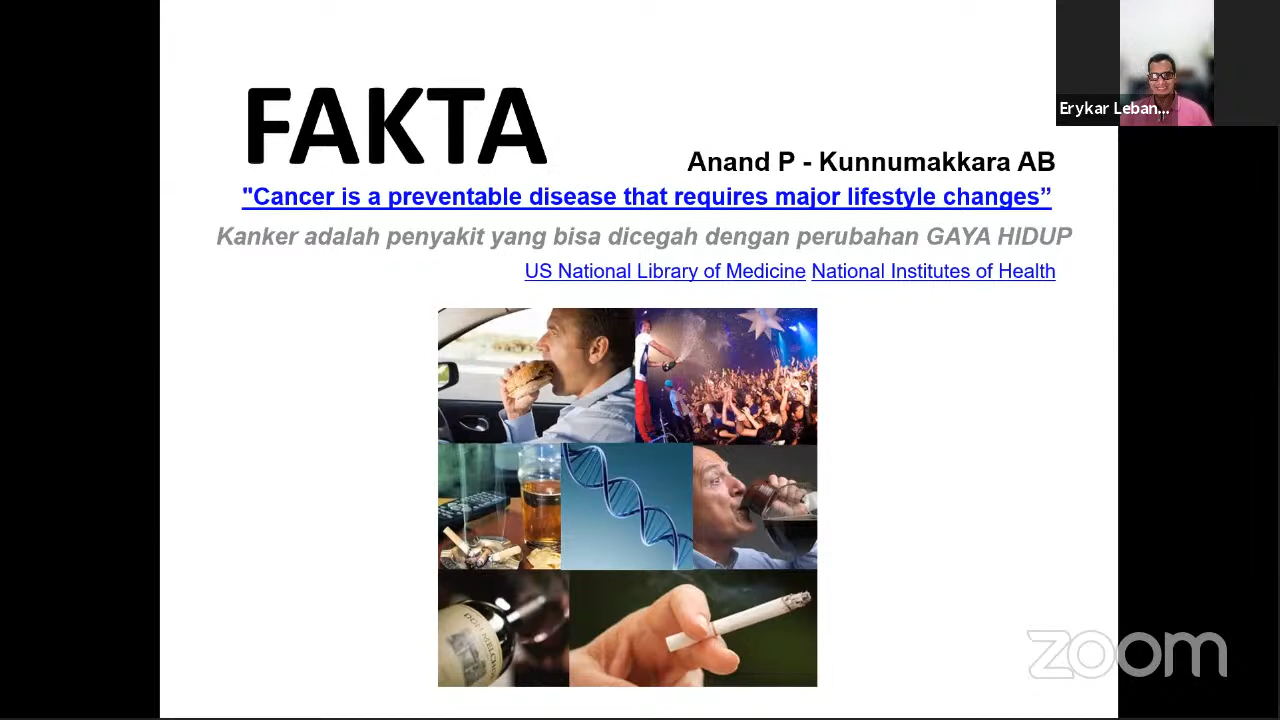 FAKTA
Anand P - Kunnumakkara AB
"Cancer is a preventable disease that requires major lifestyle changes”
Kanker adalah penyakit yang bisa dicegah dengan perubahan GAYA HIDUP
US National Library of Medicine National Institutes of Health
Erykar Leban...
zoom